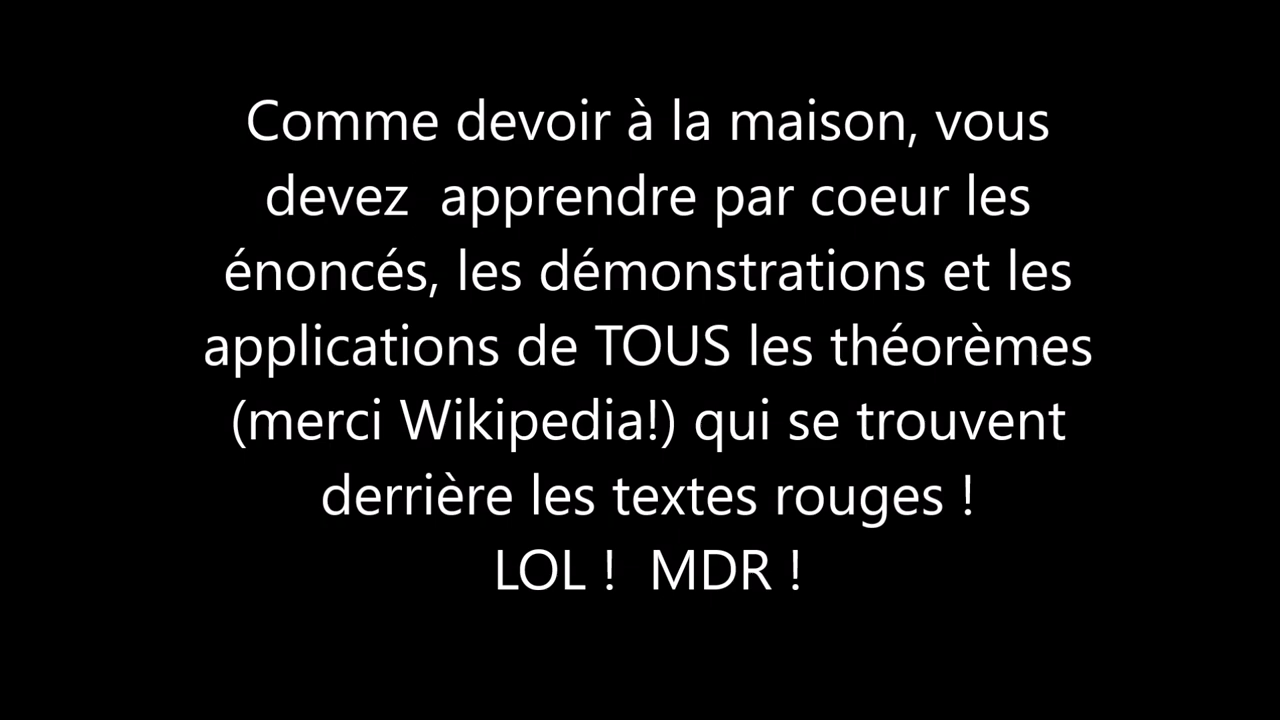 Comme devoir à la maison, vous
devez  apprendre par coeur les
énoncés, les démonstrations et les
applications de TOUS les théorèmes
(merci Wikipedia!) qui se trouvent
derrière les textes rouges !
LOL !  MDR !